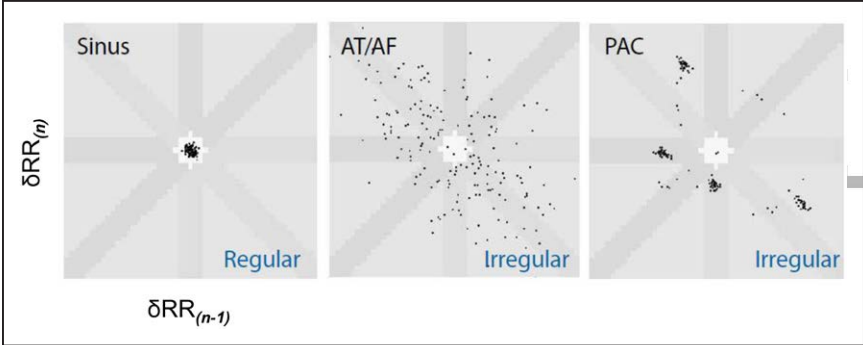 Sinus
AT/AF
PAC
δRR(n)
Regular
Irregular
Irregular
δRR(n-1)